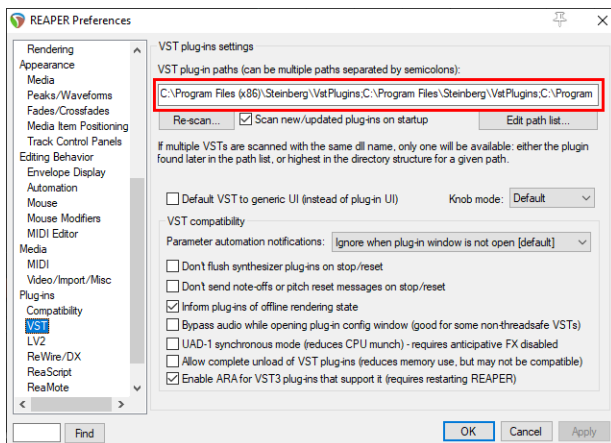 REAPER Preferences
Rendering
Appearance
Media
Peaks/Waveforms
Fades/Crossfades
Media Item Positioning
Track Control Panels
Editing Behavior
Envelope Display
Automation
Mouse
Mouse Modifiers
MIDI Editor
Media
MIDI
Video/Import/Misc
Plug-ins
Compatibility
VST
LV2
ReWire/DX
ReaScript
ReaMote
Find
VST plug-ins settings
VST plug-in paths (can be multiple paths separated by semicolons):
C:\Program Files (x86)\Steinberg\VstPlugins;C:\Program Files\Steinberg\VstPlugins;C:\Program
Re-scan... Scan new/updated plug-ins on startup Edit path list...
If multiple VSTs are scanned with the same dll name, only one will be available: either the plugin
found later in the path list, or highest in the directory structure for a given path.
Default VST to generic UI (instead of plug-in UI) Knob mode: Default
VST compatibility
Parameter automation notifications: Ignore when plug-in window is not open [default]
Don't flush synthesizer plug-ins on stop/reset
Don't send note-offs or pitch reset messages on stop/reset
Inform plug-ins of offline rendering state
Bypass audio while opening plug-in config window (good for some non-threadsafe VSTs)
UAD-1 synchronous mode (reduces CPU munch) - requires anticipative FX disabled
Allow complete unload of VST plug-ins (reduces memory use, but may not be compatible)
Enable ARA for VST3 plug-ins that support it (requires restarting REAPER)
OK Cancel Apply